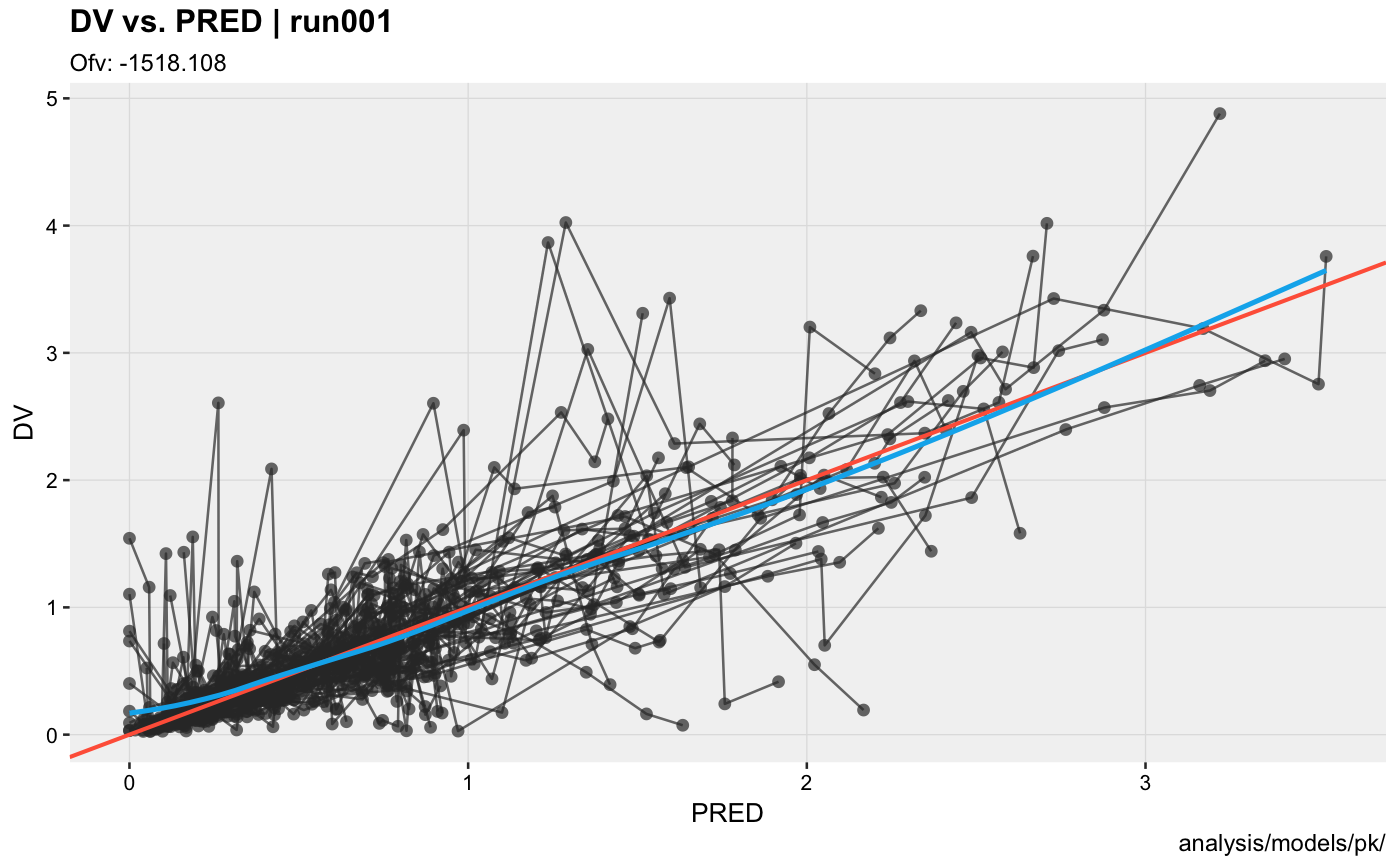 DV vs. PRED | run001
Ofv: -1518.108
5
4
3
2
1
0
DV
0
1
2
3
PRED
analysis/models/pk/